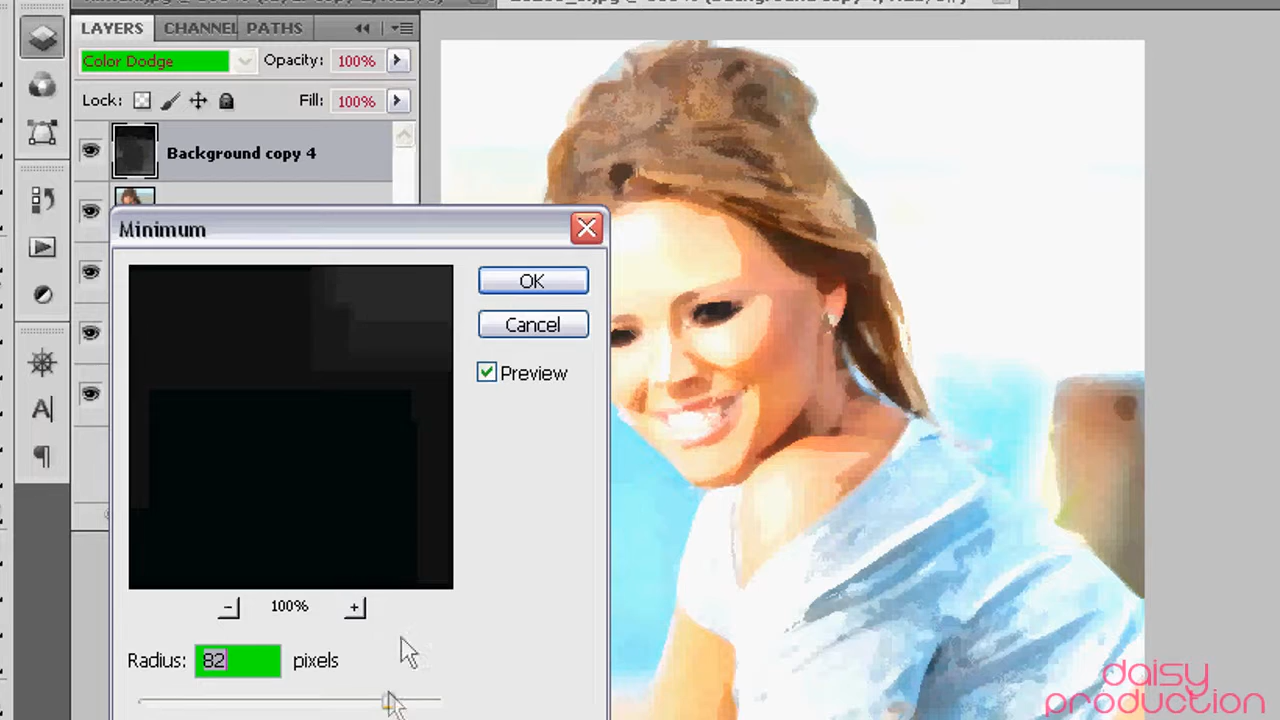 LAYERS CHANNEL PATHS
Color Dodge Opacity: 100%
Lock: Fill: 100%
Background copy 4
Minimum
OK
Cancel
Preview
100%
Radius: 82 pixels
daisy
production